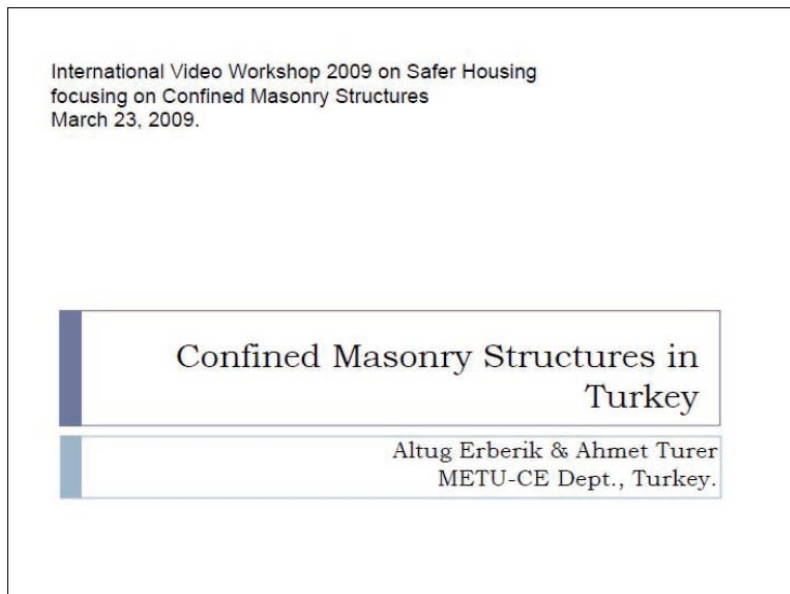 International Video Workshop 2009 on Safer Housing
focusing on Confined Masonry Structures
March 23, 2009.
Confined Masonry Structures in
Turkey
Altug Erberik & Ahmet Turer
METU-CE Dept., Turkey.